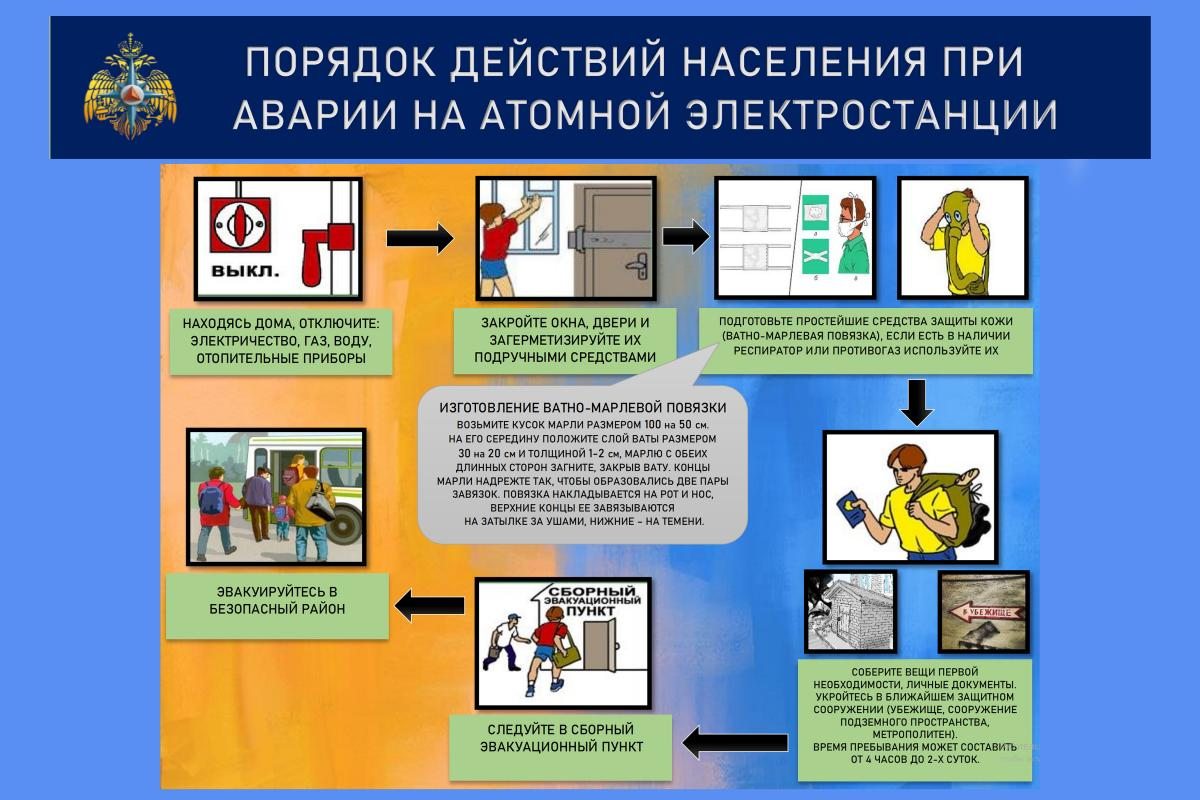 ПОРЯДОК ДЕЙСТВИЙ НАСЕЛЕНИЯ ПРИ
АВАРИИ НА АТОМНОЙ ЭЛЕКТРОСТАНЦИИ
ВЫКЛ.
НАХОДЯСЬ ДОМА, ОТКЛЮЧИТЕ:
ЭЛЕКТРИЧЕСТВО, ГАЗ, ВОДУ,
ОТОПИТЕЛЬНЫЕ ПРИБОРЫ
ЗАКРОЙТЕ ОКНА, ДВЕРИ И
ЗАГЕРМЕТИЗИРУЙТЕ ИХ
ПОДРУЧНЫМИ СРЕДСТВАМИ
а
б
в
ПОДГОТОВЬТЕ ПРОСТЕЙШИЕ СРЕДСТВА ЗАЩИТЫ КОЖИ
(ВАТНО-МАРЛЕВАЯ ПОВЯЗКА), ЕСЛИ ЕСТЬ В НАЛИЧИИ
РЕСПИРАТОР ИЛИ ПРОТИВОГАЗ ИСПОЛЬЗУЙТЕ ИХ
ИЗГОТОВЛЕНИЕ ВАТНО-МАРЛЕВОЙ ПОВЯЗКИ
ВОЗЬМИТЕ КУСОК МАРЛИ РАЗМЕРОМ 100 на 50 см.
НА ЕГО СЕРЕДИНУ ПОЛОЖИТЕ СЛОЙ ВАТЫ РАЗМЕРОМ
30 на 20 см И ТОЛЩИНОЙ 1-2 см, МАРЛЮ С ОБЕИХ
ДЛИННЫХ СТОРОН ЗАГНИТЕ, ЗАКРЫВ ВАТУ. КОНЦЫ
МАРЛИ НАДРЕЖТЕ ТАК, ЧТОБЫ ОБРАЗОВАЛИСЬ ДВЕ ПАРЫ
ЗАВЯЗОК. ПОВЯЗКА НАКЛАДЫВАЕТСЯ НА РОТ И НОС,
ВЕРХНИЕ КОНЦЫ ЕЕ ЗАВЯЗЫВАЮТСЯ
НА ЗАТЫЛКЕ ЗА УШАМИ, НИЖНИЕ – НА ТЕМЕНИ.
В УБЕЖИЩЕ
СОБЕРИТЕ ВЕЩИ ПЕРВОЙ
НЕОБХОДИМОСТИ, ЛИЧНЫЕ ДОКУМЕНТЫ.
УКРОЙТЕСЬ В БЛИЖАЙШЕМ ЗАЩИТНОМ
СООРУЖЕНИИ (УБЕЖИЩЕ, СООРУЖЕНИЕ
ПОДЗЕМНОГО ПРОСТРАНСТВА,
МЕТРОПОЛИТЕН).
ВРЕМЯ ПРЕБЫВАНИЯ МОЖЕТ СОСТАВИТЬ
ОТ 4 ЧАСОВ ДО 2-Х СУТОК.
СБОРНЫЙ
ЭВАКУАЦИОННЫЙ
ПУНКТ
СЛЕДУЙТЕ В СБОРНЫЙ
ЭВАКУАЦИОННЫЙ ПУНКТ
ЭВАКУИРУЙТЕСЬ В
БЕЗОПАСНЫЙ РАЙОН